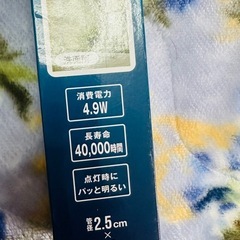 消費電力
4.9W
長寿命
40,000時間
点灯時に
パッと明るい
管径 2.5cm
×